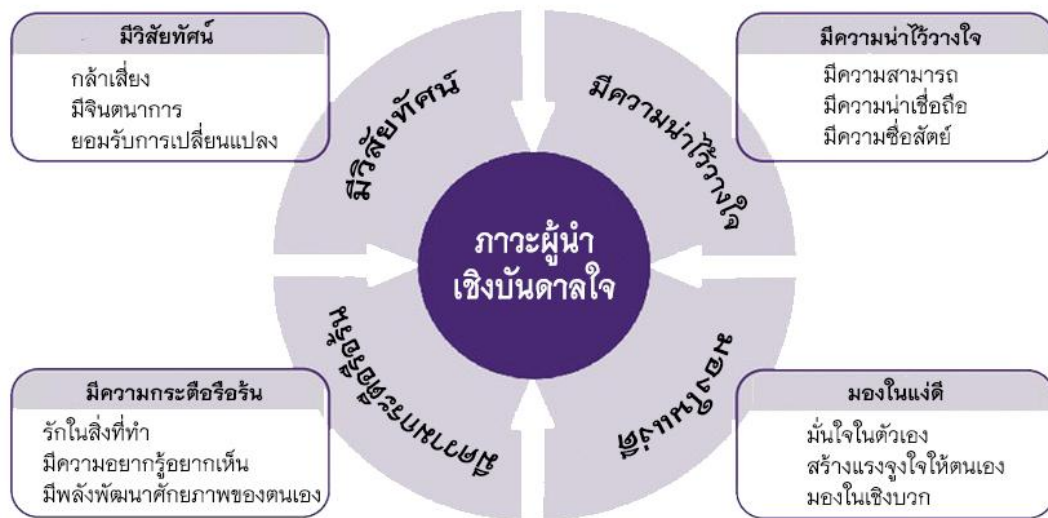 มีวิสัยทัศน์
กล้าเสี่ยง
มีจินตนาการ
ยอมรับการเปลี่ยนแปลง
มีความน่าไว้วางใจ
มีความสามารถ
มีความน่าเชื่อถือ
มีความซื่อสัตย์
มีวิสัยทัศน์
มีความน่าไว้วางใจ
ภาวะผู้นำ
เชิงบันดาลใจ
มีความกระตือรือร้น
มองในแง่ดี
มีความกระตือรือร้น
รักในสิ่งที่ทำ
มีความอยากรู้อยากเห็น
มีพลังพัฒนาศักยภาพของตนเอง
มองในแง่ดี
มั่นใจในตัวเอง
สร้างแรงจูงใจให้ตนเอง
มองในเชิงบวก